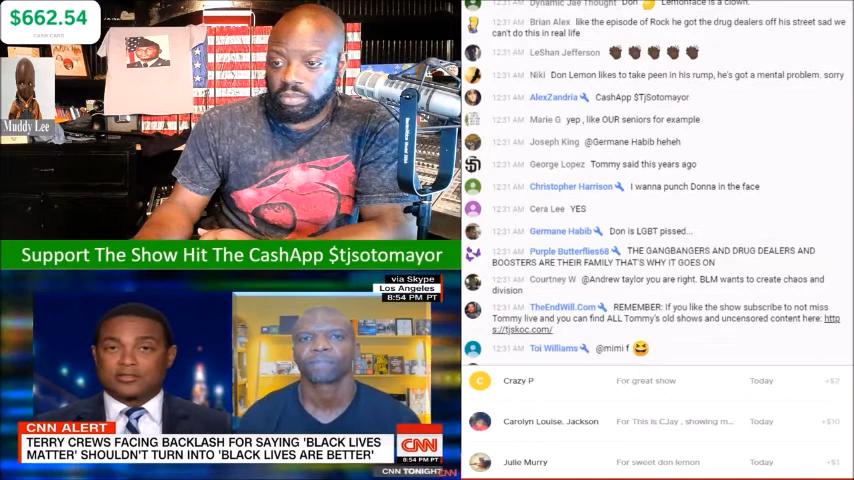 $662.54
CASH CARD
Muddy Lee
Support The Show Hit The CashApp $tjsotomayor
via Skype
Los Angeles
8:54 PM PT
CNN ALERT
TERRY CREWS FACING BACKLASH FOR SAYING 'BLACK LIVES
MATTER' SHOULDN'T TURN INTO 'BLACK LIVES ARE BETTER'
CNN
8:54 PM PT
CNN TONIGHT
CNN
Dynamic Jae Thomas Don Lemonface is a clown.
12:31 AM Brian Alex like the episode of Rock he got the drug dealers off his street sad we
can't do this in real life
12:31 AM LeShan Jefferson 👏🏿 👏🏿 👏🏿 👏🏿 👏🏿
12:31 AM Niki Don Lemon likes to take peen in his rump, he's got a mental problem. sorry
12:31 AM AlexZandria CashApp $TjSotomayor
12:31 AM Marie G yep, like OUR seniors for example
12:31 AM Joseph King @Germane Habib heheh
12:31 AM George Lopez Tommy said this years ago
12:31 AM Christopher Harrison I wanna punch Donna in the face
12:31 AM Cera Lee YES
12:31 AM Germane Habib Don is LGBT pissed...
12:31 AM Purple Butterflies68 THE GANGBANGERS AND DRUG DEALERS AND
BOOSTERS ARE THEIR FAMILY THAT'S WHY IT GOES ON
12:31 AM Courtney W @Andrew taylor you are right. BLM wants to create chaos and
division
12:31 AM TheEndWill.Com REMEMBER: If you like the show subscribe to not miss
Tommy live and you can find ALL Tommy's old shows and uncensored content here: http
s://tjskoc.com/
12:31 AM Toi Williams @mimi f 😆
C Crazy P For great show Today +$2
Carolyn Louise. Jackson For This is CJay , showing m... Today +$10
Julie Murry For sweet don lemon Today +$1